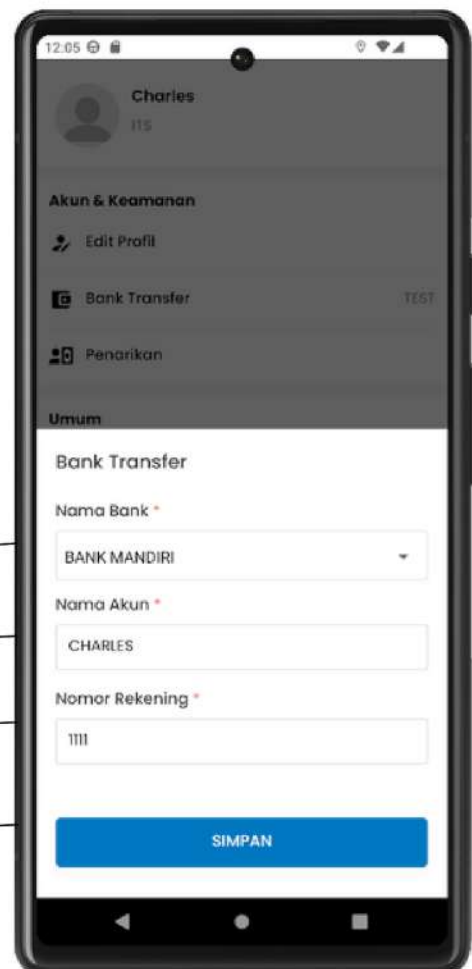 12:05
Charles
ITS
Akun & Keamanan
Edit Profil
Bank Transfer TEST
Penarikan
Umum
Bank Transfer
Nama Bank *
BANK MANDIRI
Nama Akun *
CHARLES
Nomor Rekening *
1111
SIMPAN